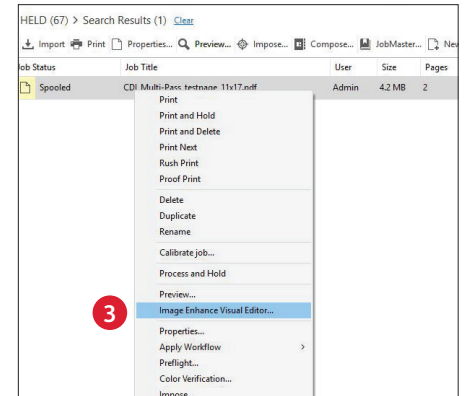 HELD (67) > Search Results (1) Clear
Import Print Properties... Preview... Impose... Compose... JobMaster... New
Job Status Job Title User Size Pages
Spooled CDI Multi-Pass testpage 11x17.pdf Admin 4.2 MB 2
Print
Print and Hold
Print and Delete
Print Next
Rush Print
Proof Print
Delete
Duplicate
Rename
Calibrate job...
Process and Hold
Preview...
3 Image Enhance Visual Editor...
Properties...
Apply Workflow >
Preflight...
Color Verification...
Impose...